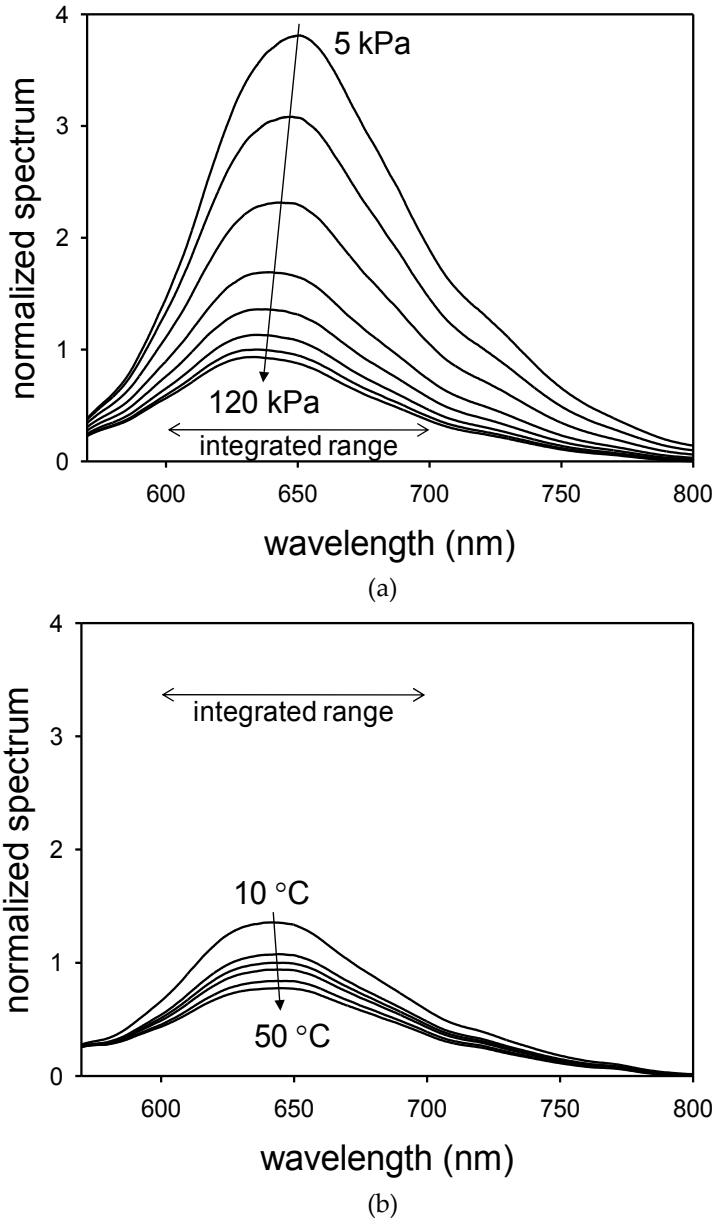 4
5 kPa
3
normalized spectrum
2
1
120 kPa
integrated range
0
600 650 700 750 800
wavelength (nm)
(a)
4
integrated range
3
normalized spectrum
2
10 °C
1
50 °C
0
600 650 700 750 800
wavelength (nm)
(b)